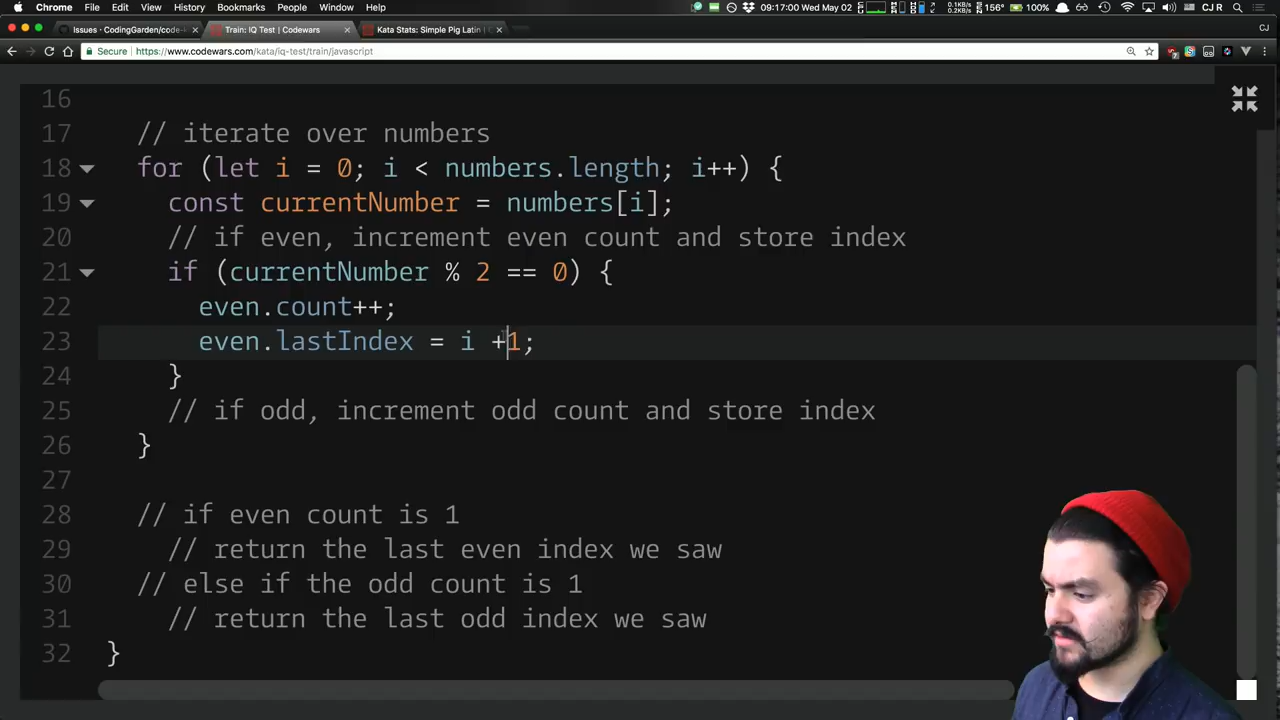 Chrome File Edit View History Bookmarks People Window Help 09:17:00 Wed May 02 0.1KB/s 0.2KB/s 156° 100% CJ R
Issues · CodingGarden/code-k Train: IQ Test | Codewars Kata Stats: Simple Pig Latin | C CJ
Secure https://www.codewars.com/kata/iq-test/train/javascript
16
17 // iterate over numbers
18 for (let i = 0; i < numbers.length; i++) {
19 const currentNumber = numbers[i];
20 // if even, increment even count and store index
21 if (currentNumber % 2 == 0) {
22 even.count++;
23 even.lastIndex = i +1;
24 }
25 // if odd, increment odd count and store index
26 }
27
28 // if even count is 1
29 // return the last even index we saw
30 // else if the odd count is 1
31 // return the last odd index we saw
32 }